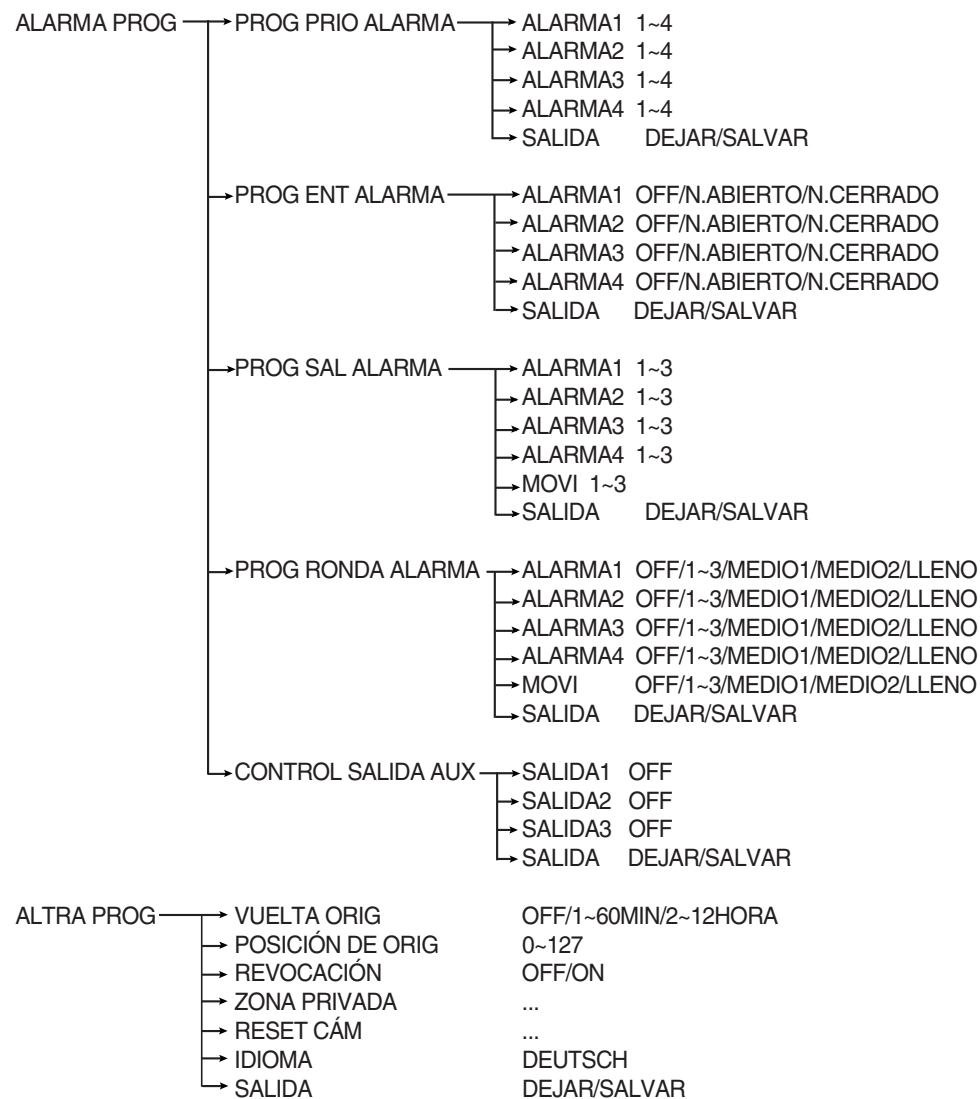 ALARMA PROG PROG PRIO ALARMA ALARMA1 1~4
ALARMA2 1~4
ALARMA3 1~4
ALARMA4 1~4
SALIDA DEJAR/SALVAR
PROG ENT ALARMA ALARMA1 OFF/N.ABIERTO/N.CERRADO
ALARMA2 OFF/N.ABIERTO/N.CERRADO
ALARMA3 OFF/N.ABIERTO/N.CERRADO
ALARMA4 OFF/N.ABIERTO/N.CERRADO
SALIDA DEJAR/SALVAR
PROG SAL ALARMA ALARMA1 1~3
ALARMA2 1~3
ALARMA3 1~3
ALARMA4 1~3
MOVI 1~3
SALIDA DEJAR/SALVAR
PROG RONDA ALARMA ALARMA1 OFF/1~3/MEDIO1/MEDIO2/LLENO
ALARMA2 OFF/1~3/MEDIO1/MEDIO2/LLENO
ALARMA3 OFF/1~3/MEDIO1/MEDIO2/LLENO
ALARMA4 OFF/1~3/MEDIO1/MEDIO2/LLENO
MOVI OFF/1~3/MEDIO1/MEDIO2/LLENO
SALIDA DEJAR/SALVAR
CONTROL SALIDA AUX SALIDA1 OFF
SALIDA2 OFF
SALIDA3 OFF
SALIDA DEJAR/SALVAR
ALTRA PROG VUELTA ORIG OFF/1~60MIN/2~12HORA
POSICIÓN DE ORIG 0~127
REVOCACIÓN OFF/ON
ZONA PRIVADA ...
RESET CÁM ...
IDIOMA DEUTSCH
SALIDA DEJAR/SALVAR